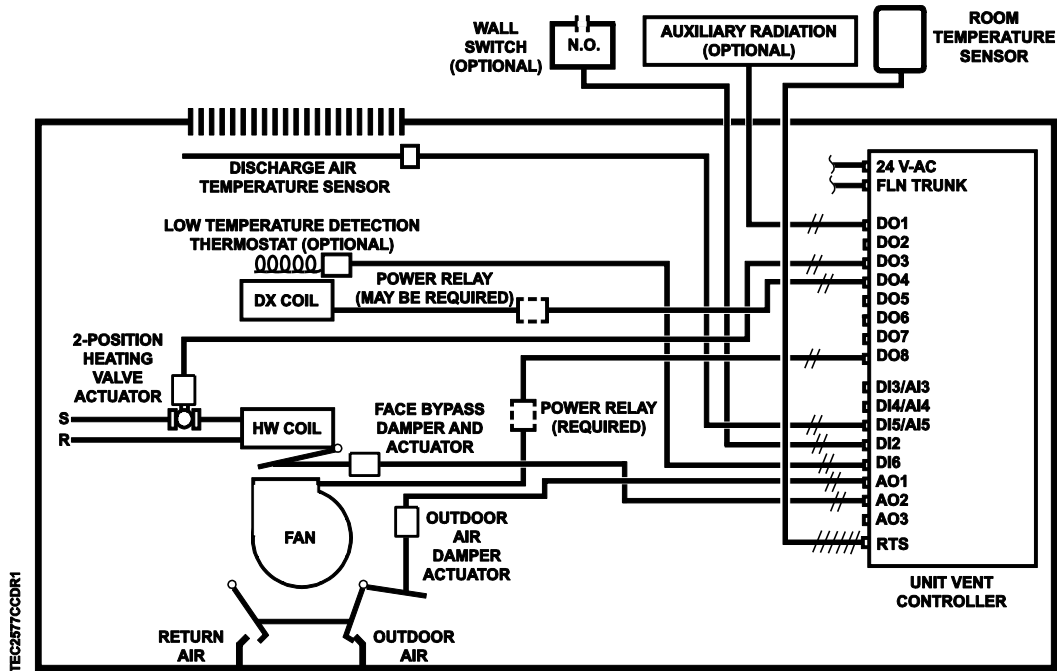 WALL
SWITCH
(OPTIONAL)
N.O.
AUXILIARY RADIATION
(OPTIONAL)
ROOM
TEMPERATURE
SENSOR
DISCHARGE AIR
TEMPERATURE SENSOR
LOW TEMPERATURE DETECTION
THERMOSTAT (OPTIONAL)
DX COIL
POWER RELAY
(MAY BE REQUIRED)
2-POSITION
HEATING
VALVE
ACTUATOR
S
R
HW COIL
FACE BYPASS
DAMPER AND
ACTUATOR
POWER RELAY
(REQUIRED)
FAN
OUTDOOR
AIR
DAMPER
ACTUATOR
RETURN
AIR
OUTDOOR
AIR
24 V-AC
FLN TRUNK
DO1
DO2
DO3
DO4
DO5
DO6
DO7
DO8
DI3/AI3
DI4/AI4
DI5/AI5
DI2
DI6
AO1
AO2
AO3
RTS
UNIT VENT
CONTROLLER
TEC2577CCDR1